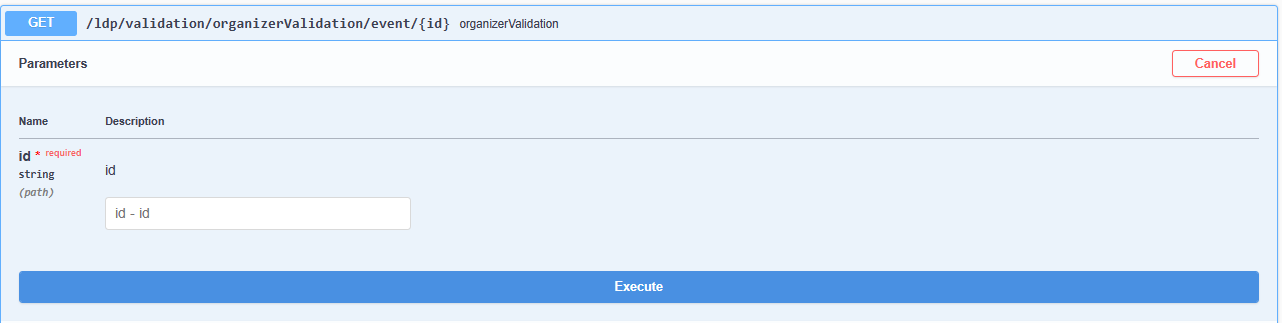 GET /ldp/validation/organizerValidation/event/{id} organizerValidation
Parameters Cancel
Name Description
id * required
string
(path)
id
id - id
Execute